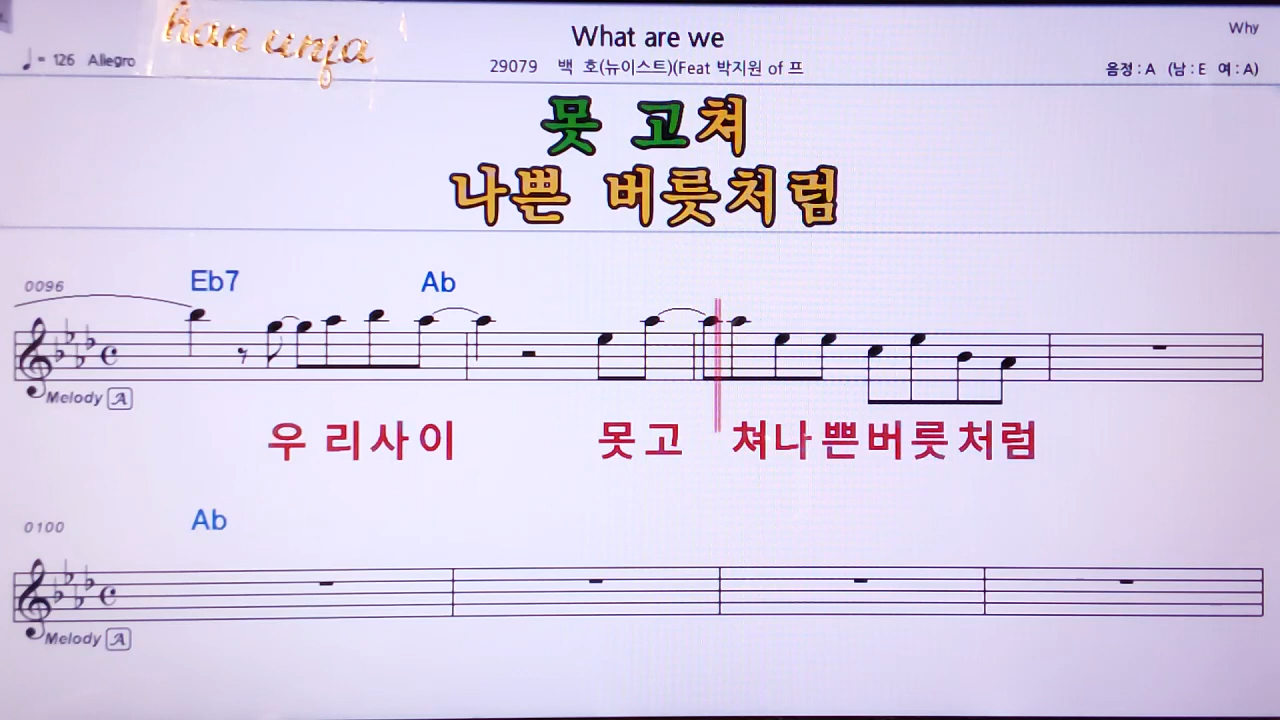 han unja
What are we
Why
♩= 126 Allegro
29079 백 호(뉴이스트)(Feat 박지원 of 프
음정 : A (남 : E 여 : A)
못 고쳐
나쁜 버릇처럼
0096 Eb7 Ab
Melody A
우 리 사 이 못 고 쳐 나 쁜 버 릇 처 럼
0100 Ab
Melody A